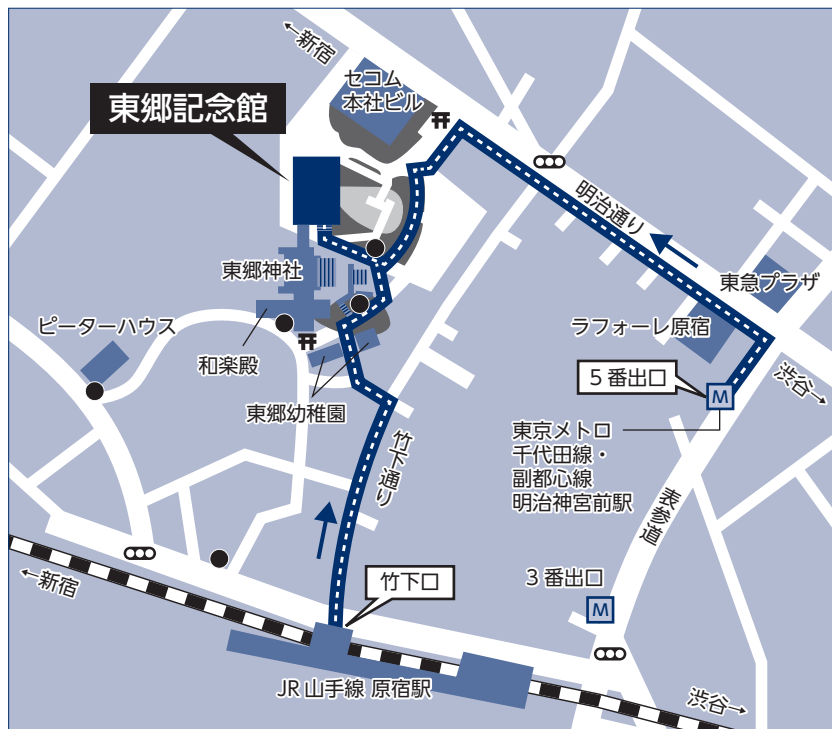 ←新宿
セコム
本社ビル
東郷記念館
明治通り
東郷神社
東急プラザ
ピーターハウス
ラフォーレ原宿
和楽殿
5番出口
渋谷→
M
東郷幼稚園
東京メトロ
千代田線・
副都心線
明治神宮前駅
竹下通り
表参道
←新宿
竹下口
3番出口
M
JR山手線 原宿駅
渋谷→